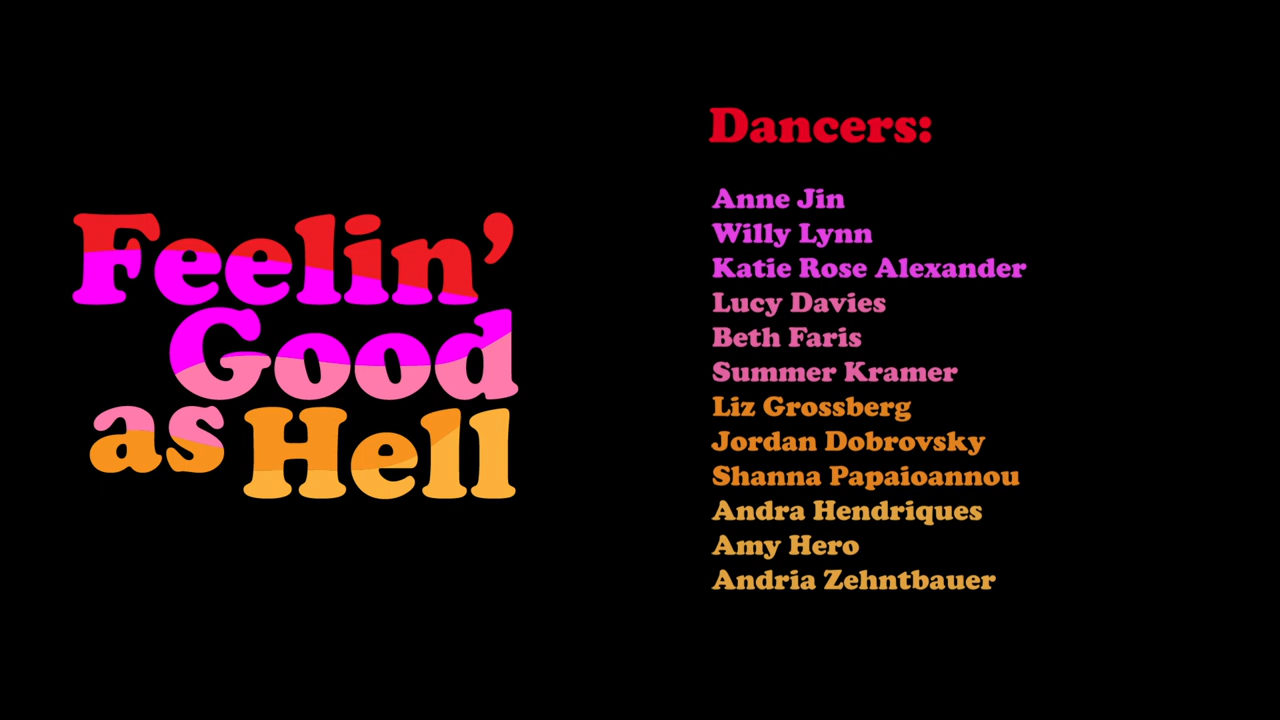 Feelin’
Good
as Hell
Dancers:
Anne Jin
Willy Lynn
Katie Rose Alexander
Lucy Davies
Beth Faris
Summer Kramer
Liz Grossberg
Jordan Dobrovsky
Shanna Papaioannou
Andra Hendriques
Amy Hero
Andria Zehntbauer